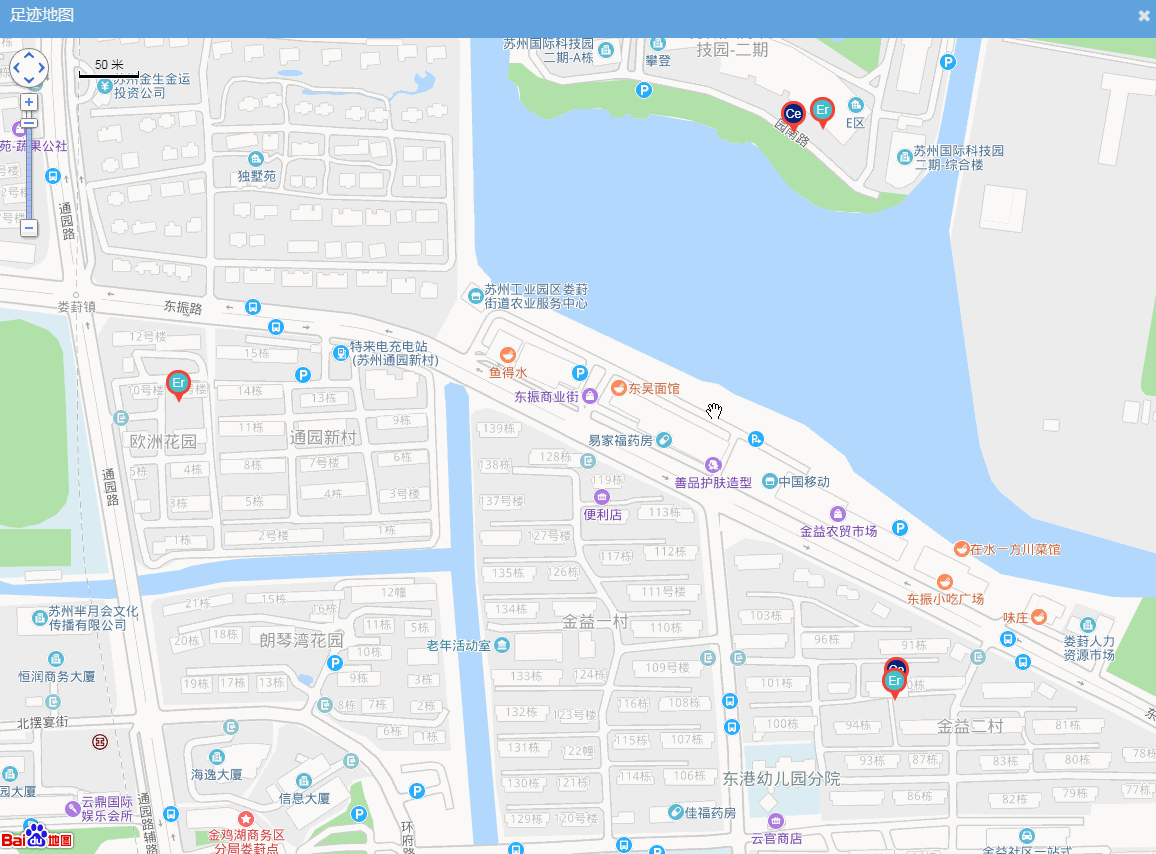 足迹地图
50 米
苏州金生金运
投资公司
苑-蔬果公社
独墅苑
通园路
娄葑镇
东振路
苏州国际科技园
二期-A栋
攀登
技园-二期
P
P
Ce
Er
E区
园南路
苏州国际科技园
二期-综合楼
苏州工业园区娄葑
街道农业服务中心
特来电充电站
(苏州通园新村)
鱼得水
P
东吴面馆
东振商业街
易家福药房
善品护肤造型
中国移动
金益农贸市场
P
在水一方川菜馆
东振小吃广场
味庄
娄葑人力
资源市场
12号楼
15栋
P
Er
10号楼
号楼
14栋
13栋
11栋
9栋
欧洲花园
通园新村
5栋
4栋
8栋
7号楼
6栋
3栋
5栋
4栋
3号楼
1栋
2号楼
1栋
通园路
139栋
138栋
128栋
119栋
137号楼
便利店
113栋
127号楼
117栋
112栋
135栋
126栋
111号楼
134栋
金益一村
110栋
老年活动室
133栋
124栋
109号楼
132栋
123号楼
116栋
108栋
131栋
122幢
115栋
107栋
130栋
121栋
114栋
106栋
129栋
120号楼
佳福药房
103栋
96栋
91栋
Er
0栋
101栋
100栋
94栋
金益二村
81栋
93栋
87栋
83栋
80栋
78栋
86栋
82栋
79栋
77栋
东港幼儿园分院
云官商店
金益社区一站式
苏州芈月会文化
传播有限公司
恒润商务大厦
北摆宴街
21栋
15栋
16栋
12幢
20栋
18栋
朗琴湾花园
11栋
5栋
P
10栋
19栋
17栋
13栋
9栋
3栋
8栋
7栋
2栋
6栋
1栋
海逸大厦
信息大厦
P
P
园大厦
云鼎国际
娱乐会所
通园路辅路
金鸡湖商务区
分局娄葑点
环府路
Bai du 地图